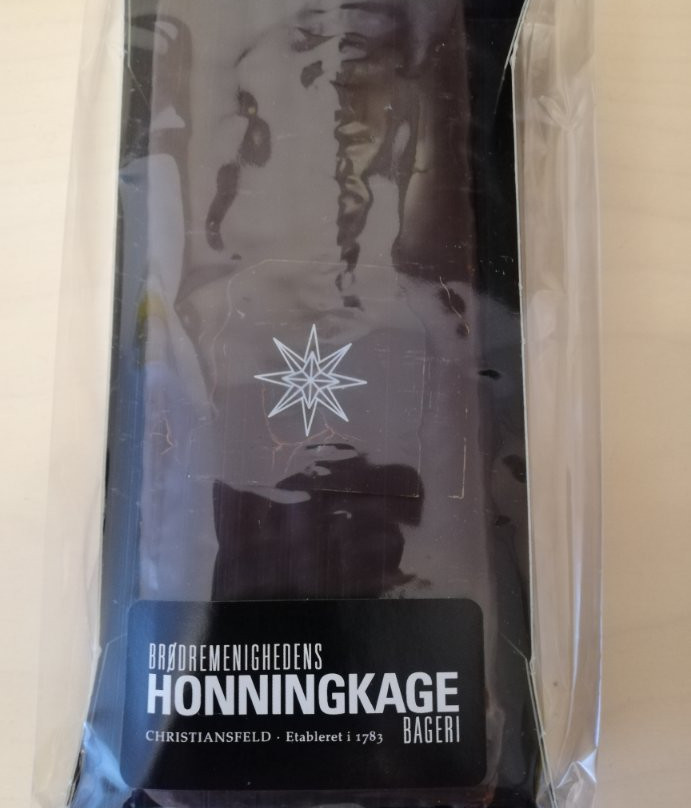 BRØDREMENIGHEDENS
HONNINGKAGE
CHRISTIANSFELD · Etableret i 1783 BAGERI